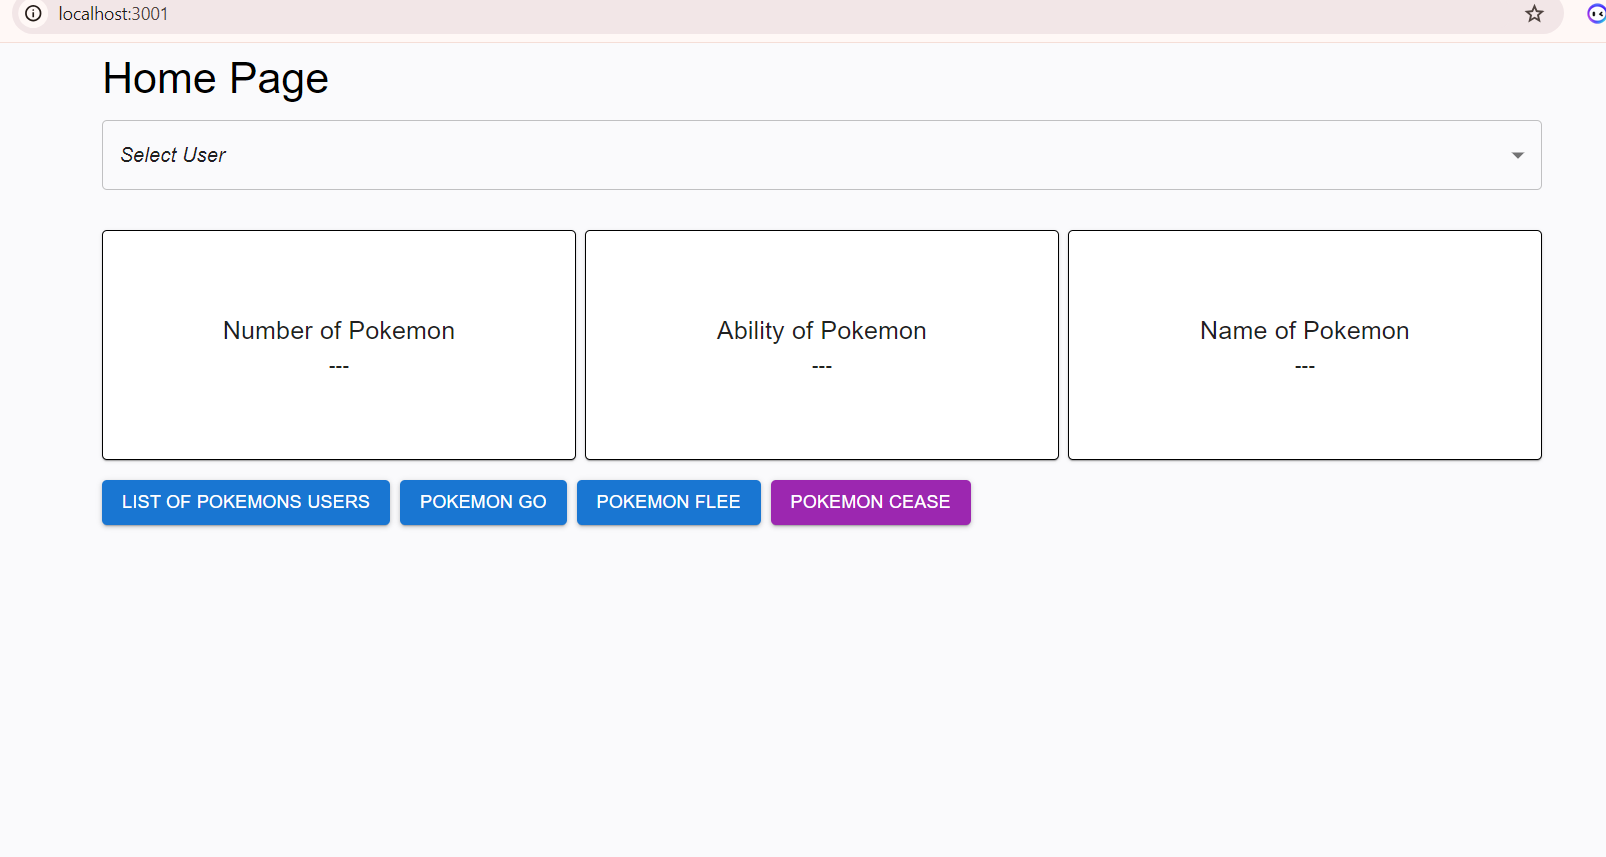 localhost:3001
Home Page
Select User
Number of Pokemon
---
Ability of Pokemon
---
Name of Pokemon
---
LIST OF POKEMONS USERS
POKEMON GO
POKEMON FLEE
POKEMON CEASE